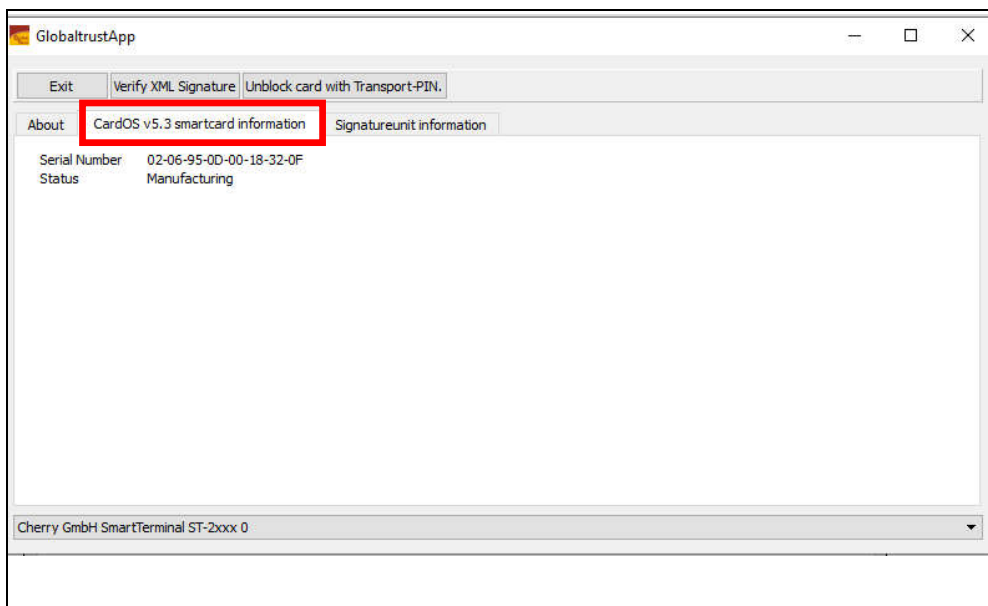 GlobaltrustApp
Exit Verify XML Signature Unblock card with Transport-PIN.
About CardOS v5.3 smartcard information Signatureunit information
Serial Number 02-06-95-0D-00-18-32-0F
Status Manufacturing
Cherry GmbH SmartTerminal ST-2xxx 0